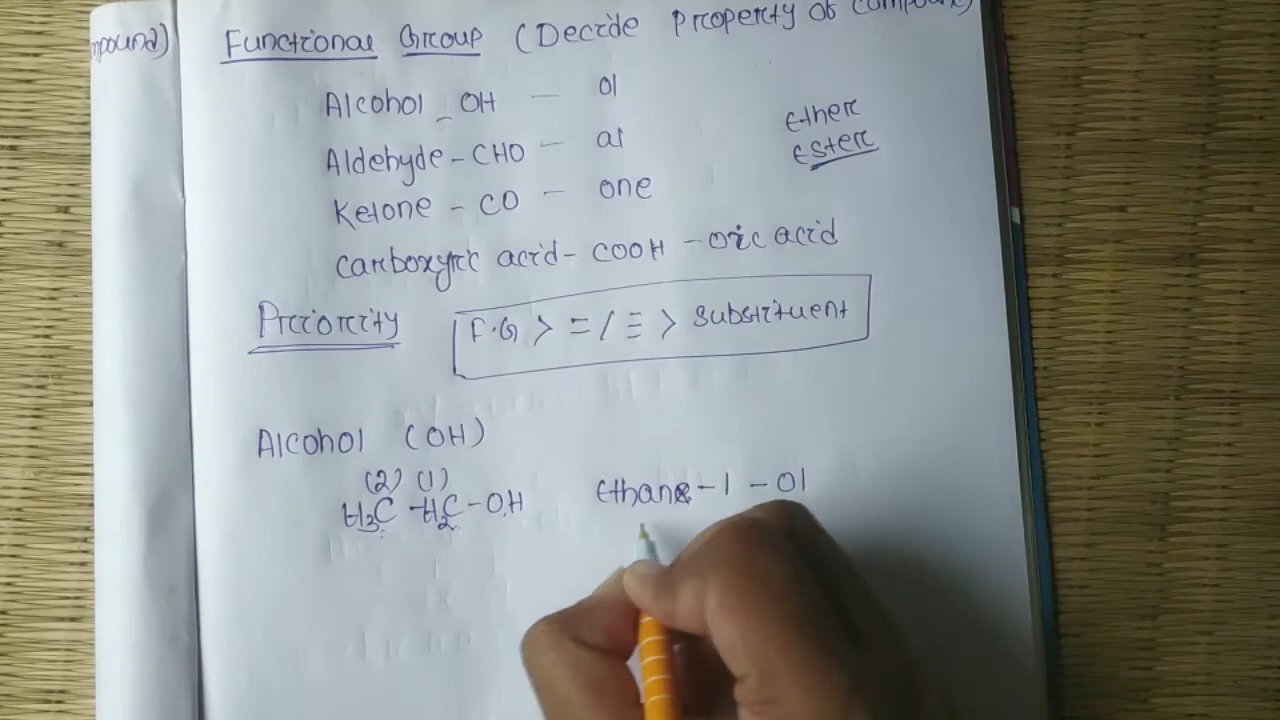 mpound)
Functional Group (Decide Property of Compound)
Alcohol - OH - ol
Aldehyde - CHO - al
Ketone - CO - one
Carboxylic acid - COOH - oic acid
Ether
Ester
Priority
F.G > = / ≡ > Substituent
Alcohol (OH)
(2) (1)
H3C - H2C - OH
Ethane - 1 - ol